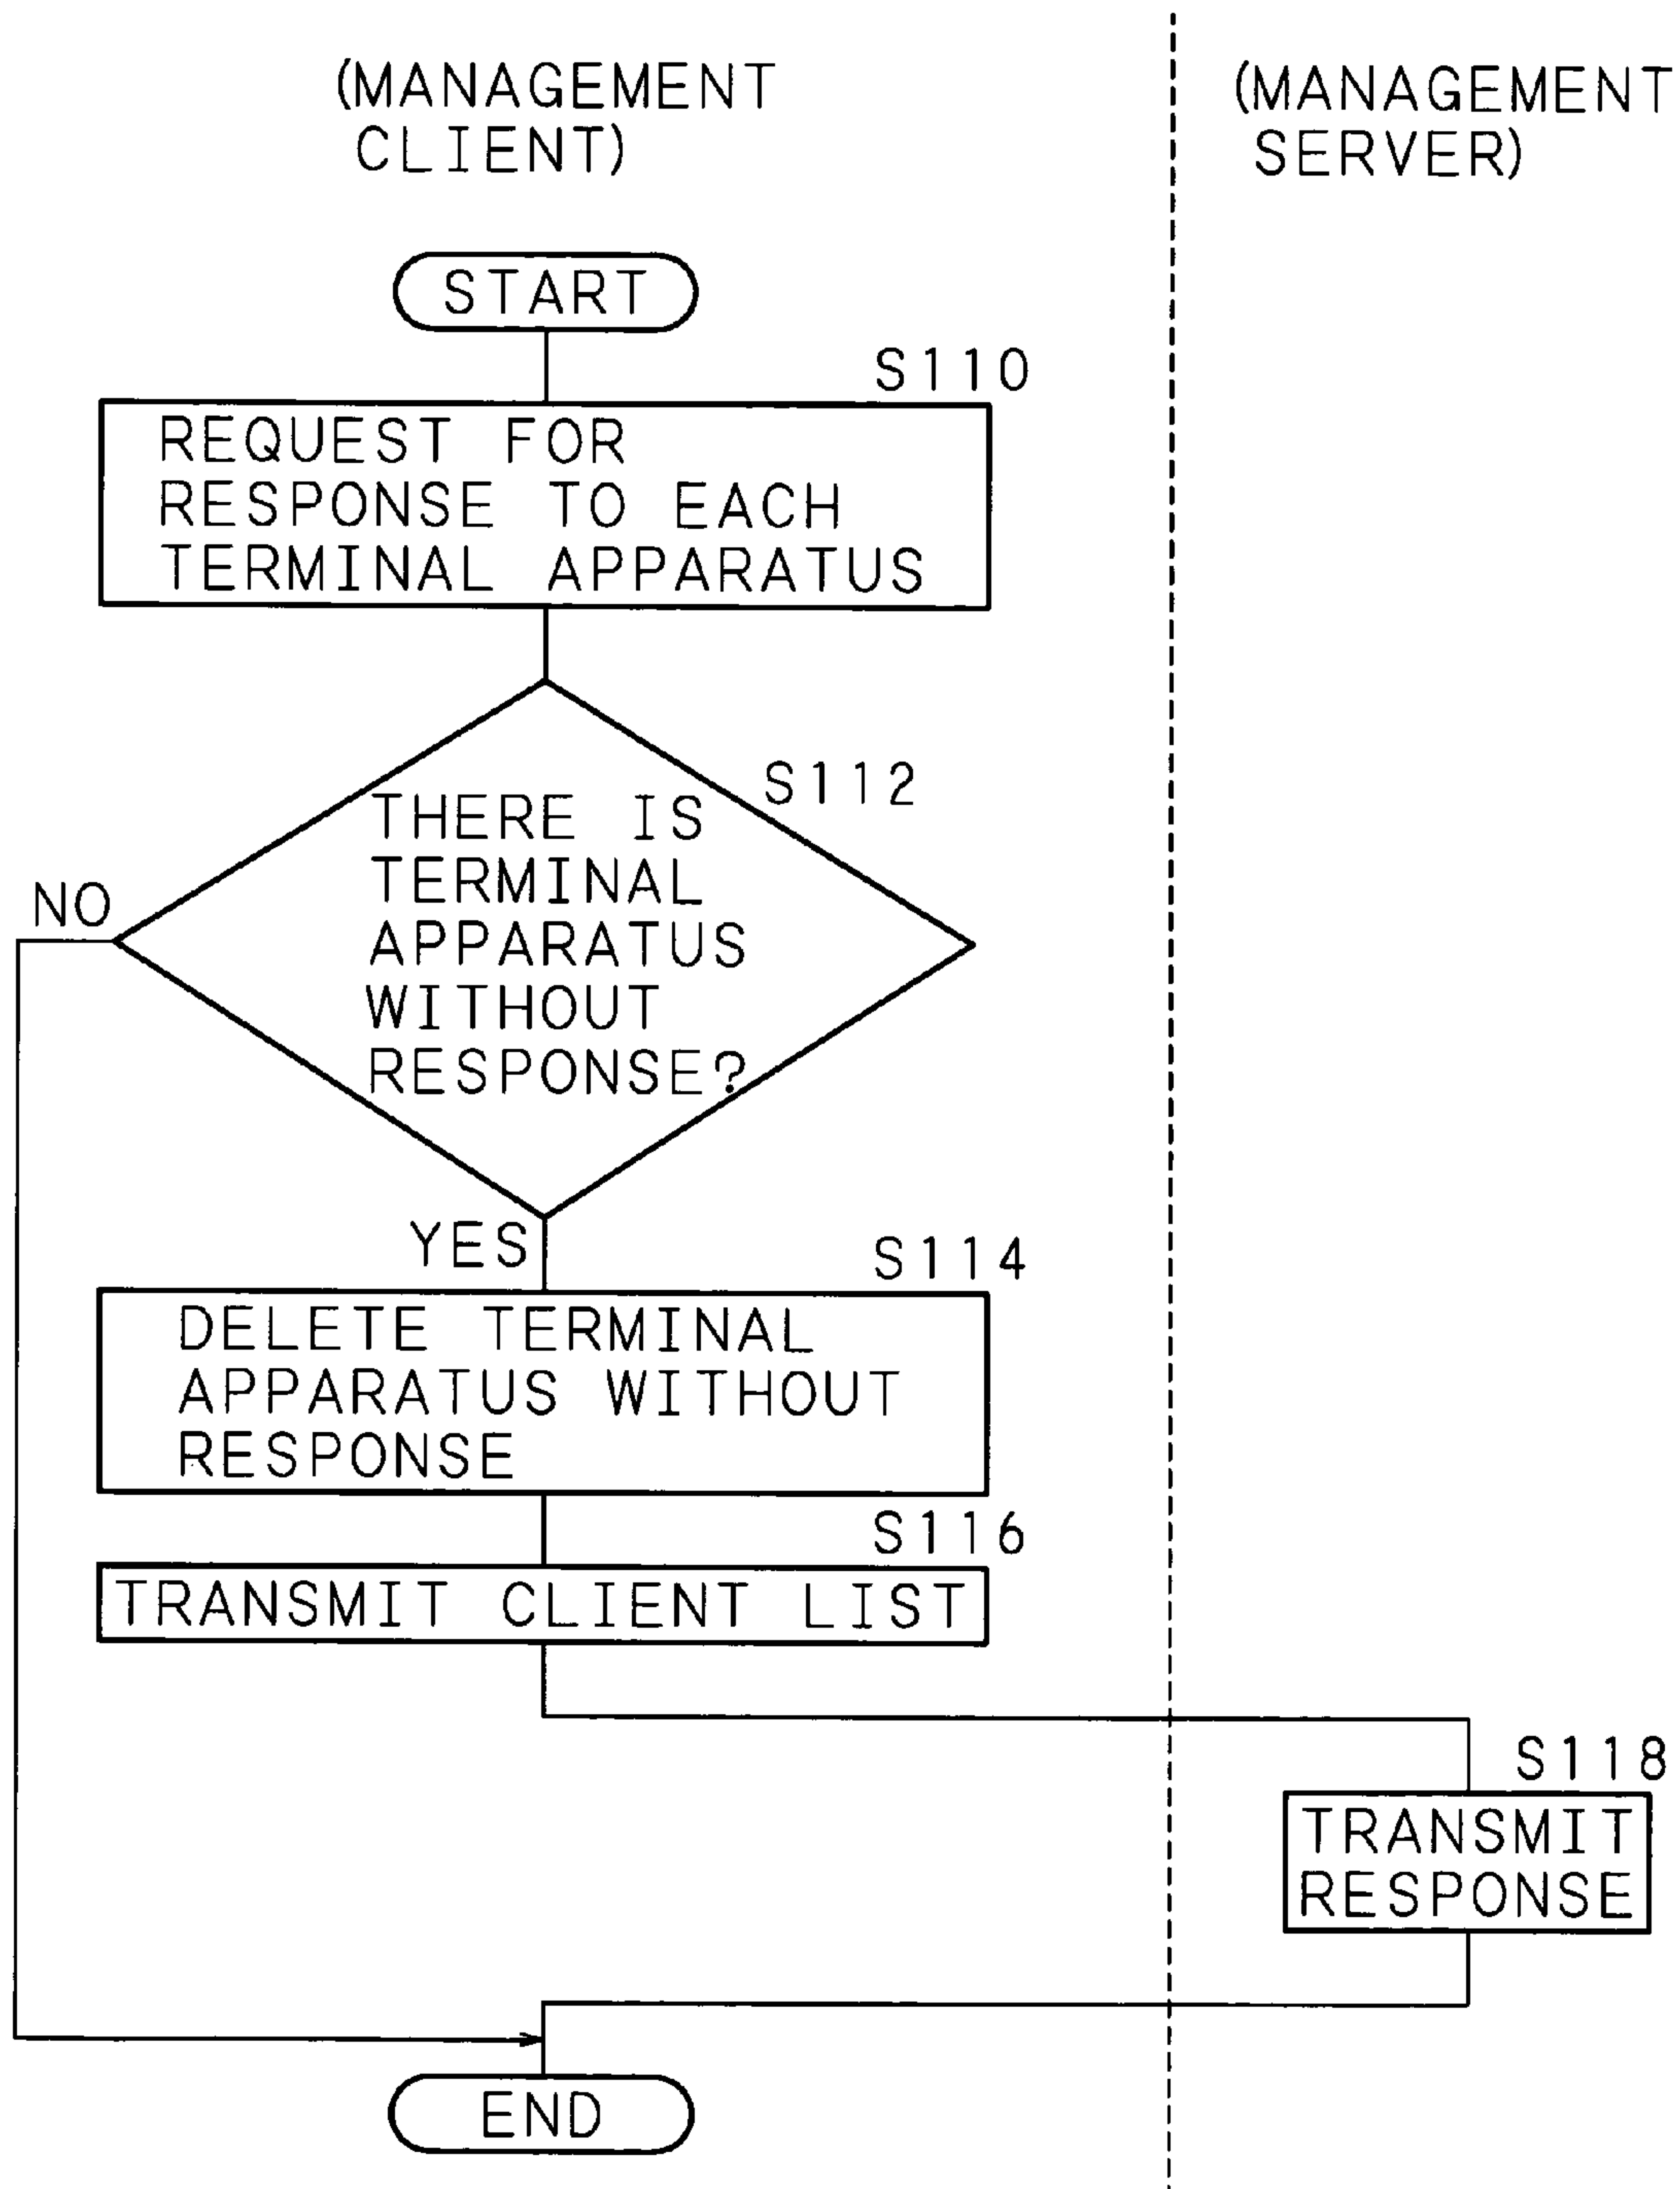 (MANAGEMENT
CLIENT)
(MANAGEMENT
SERVER)
START
S110
REQUEST FOR
RESPONSE TO EACH
TERMINAL APPARATUS
S112
THERE IS
TERMINAL
APPARATUS
WITHOUT
RESPONSE?
NO
YES
S114
DELETE TERMINAL
APPARATUS WITHOUT
RESPONSE
S116
TRANSMIT CLIENT LIST
S118
TRANSMIT
RESPONSE
END